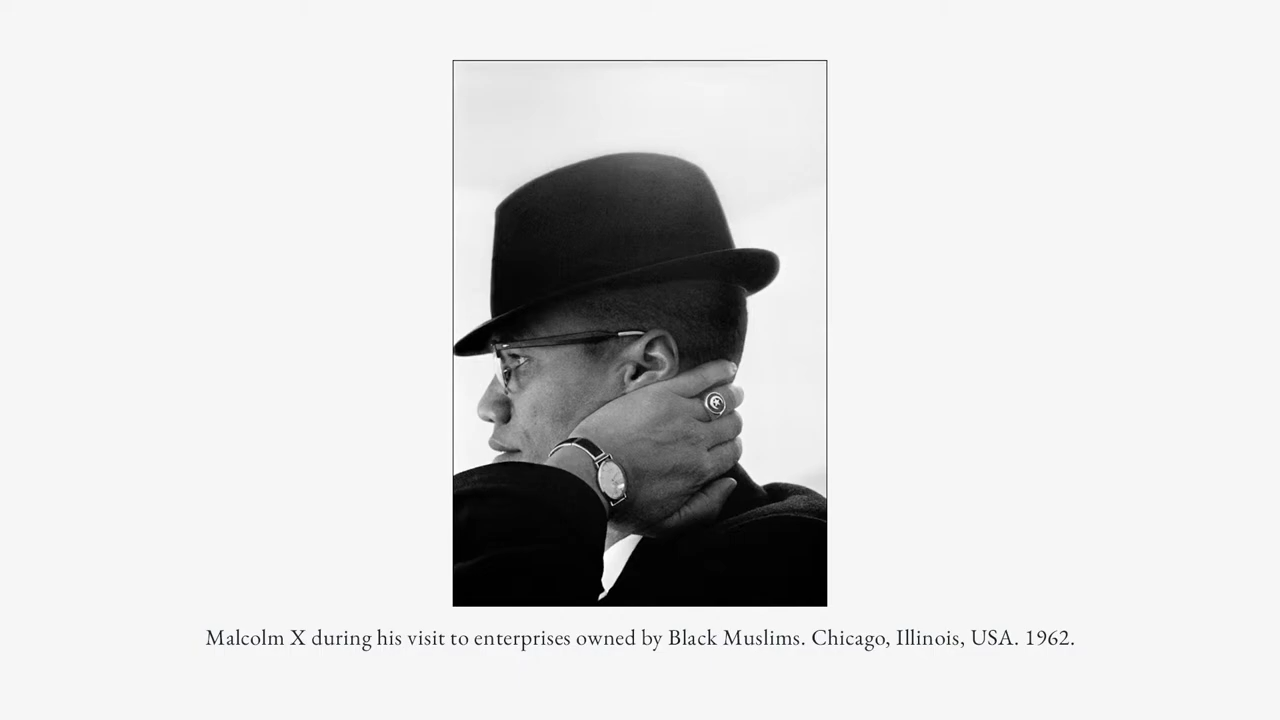 Malcolm X during his visit to enterprises owned by Black Muslims. Chicago, Illinois, USA. 1962.